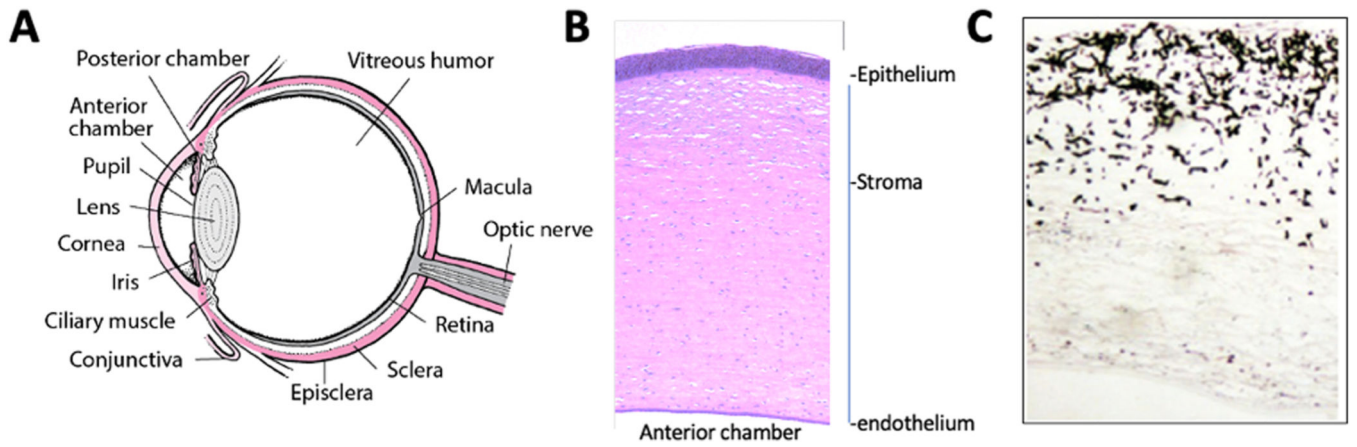 A
Posterior chamber
Vitreous humor
Anterior
chamber
Pupil
Lens
Cornea
Iris
Ciliary muscle
Conjunctiva
Macula
Optic nerve
Retina
Sclera
Episclera
B
-Epithelium
-Stroma
-endothelium
Anterior chamber
C